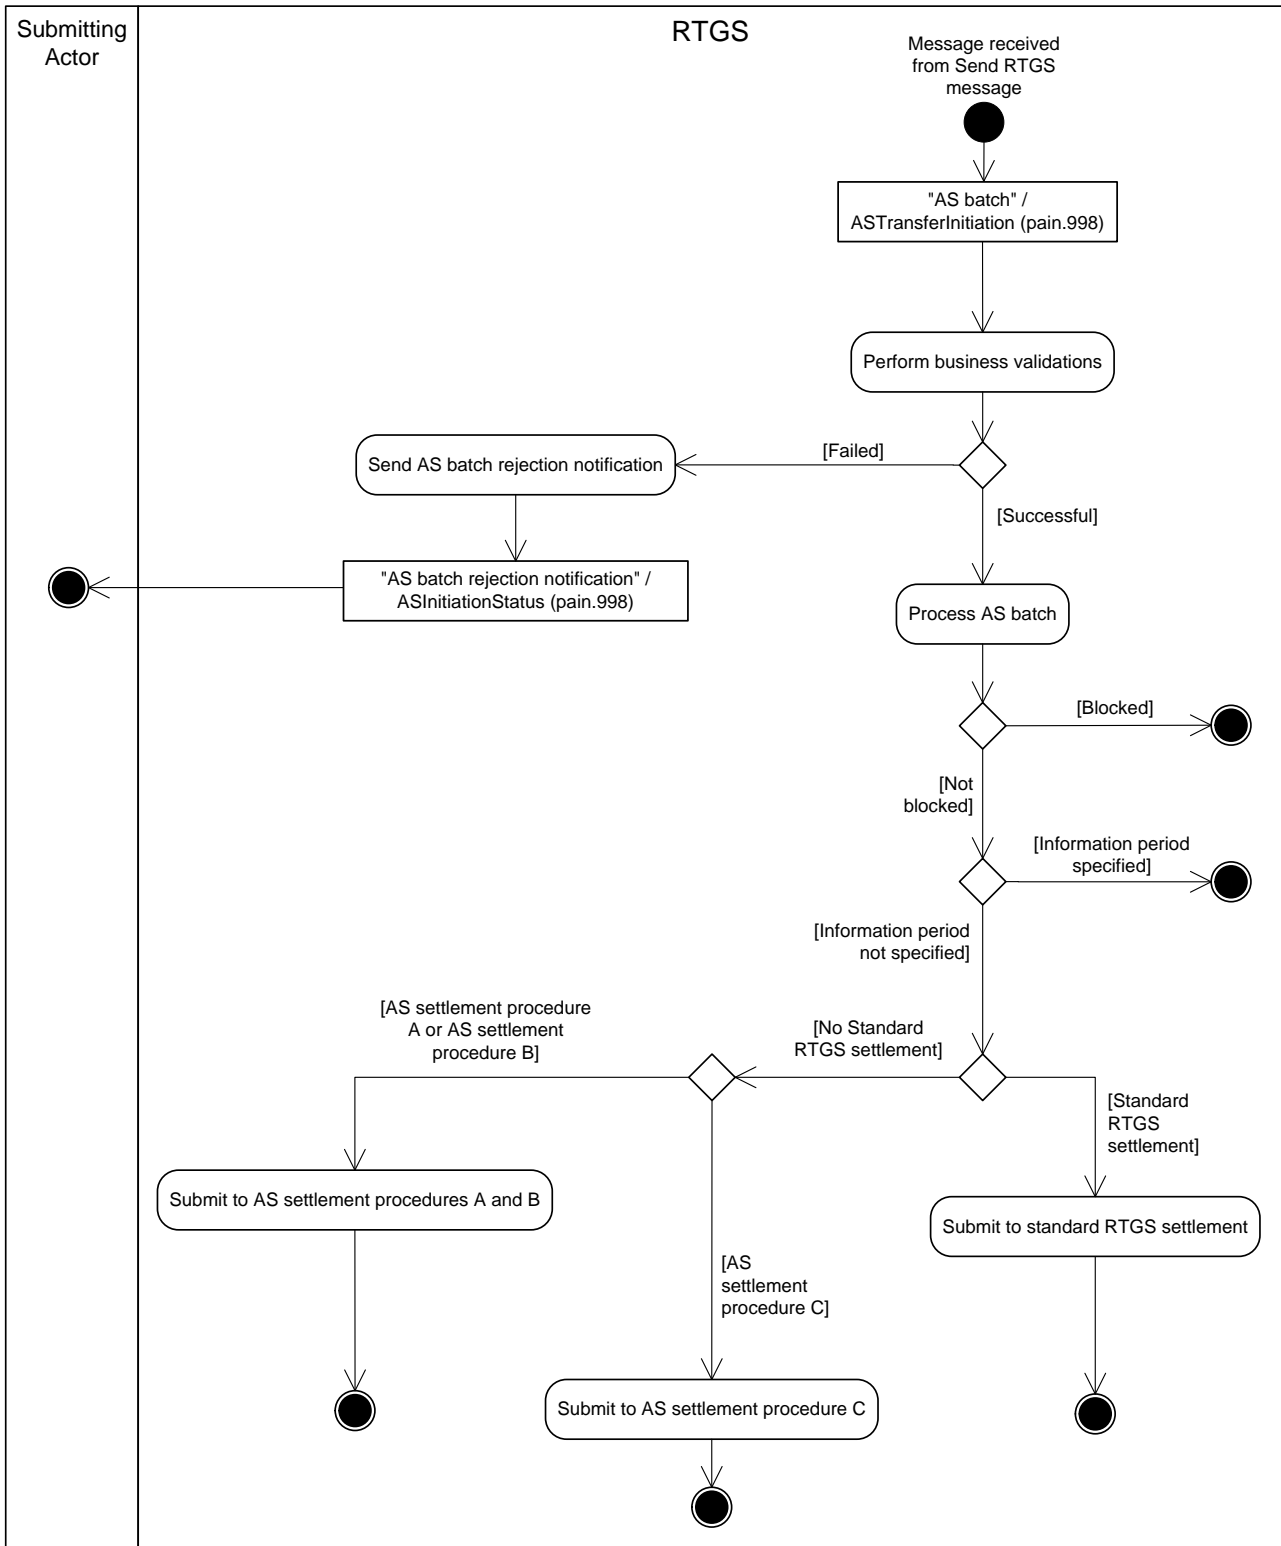 Submitting
Actor
RTGS
Message received
from Send RTGS
message
"AS batch" /
ASTransferInitiation (pain.998)
Perform business validations
[Failed]
Send AS batch rejection notification
[Successful]
"AS batch rejection notification" /
ASInitiationStatus (pain.998)
Process AS batch
[Blocked]
[Not
blocked]
[Information period
specified]
[Information period
not specified]
[AS settlement procedure
A or AS settlement
procedure B]
[No Standard
RTGS settlement]
[Standard
RTGS
settlement]
Submit to AS settlement procedures A and B
Submit to standard RTGS settlement
[AS
settlement
procedure C]
Submit to AS settlement procedure C